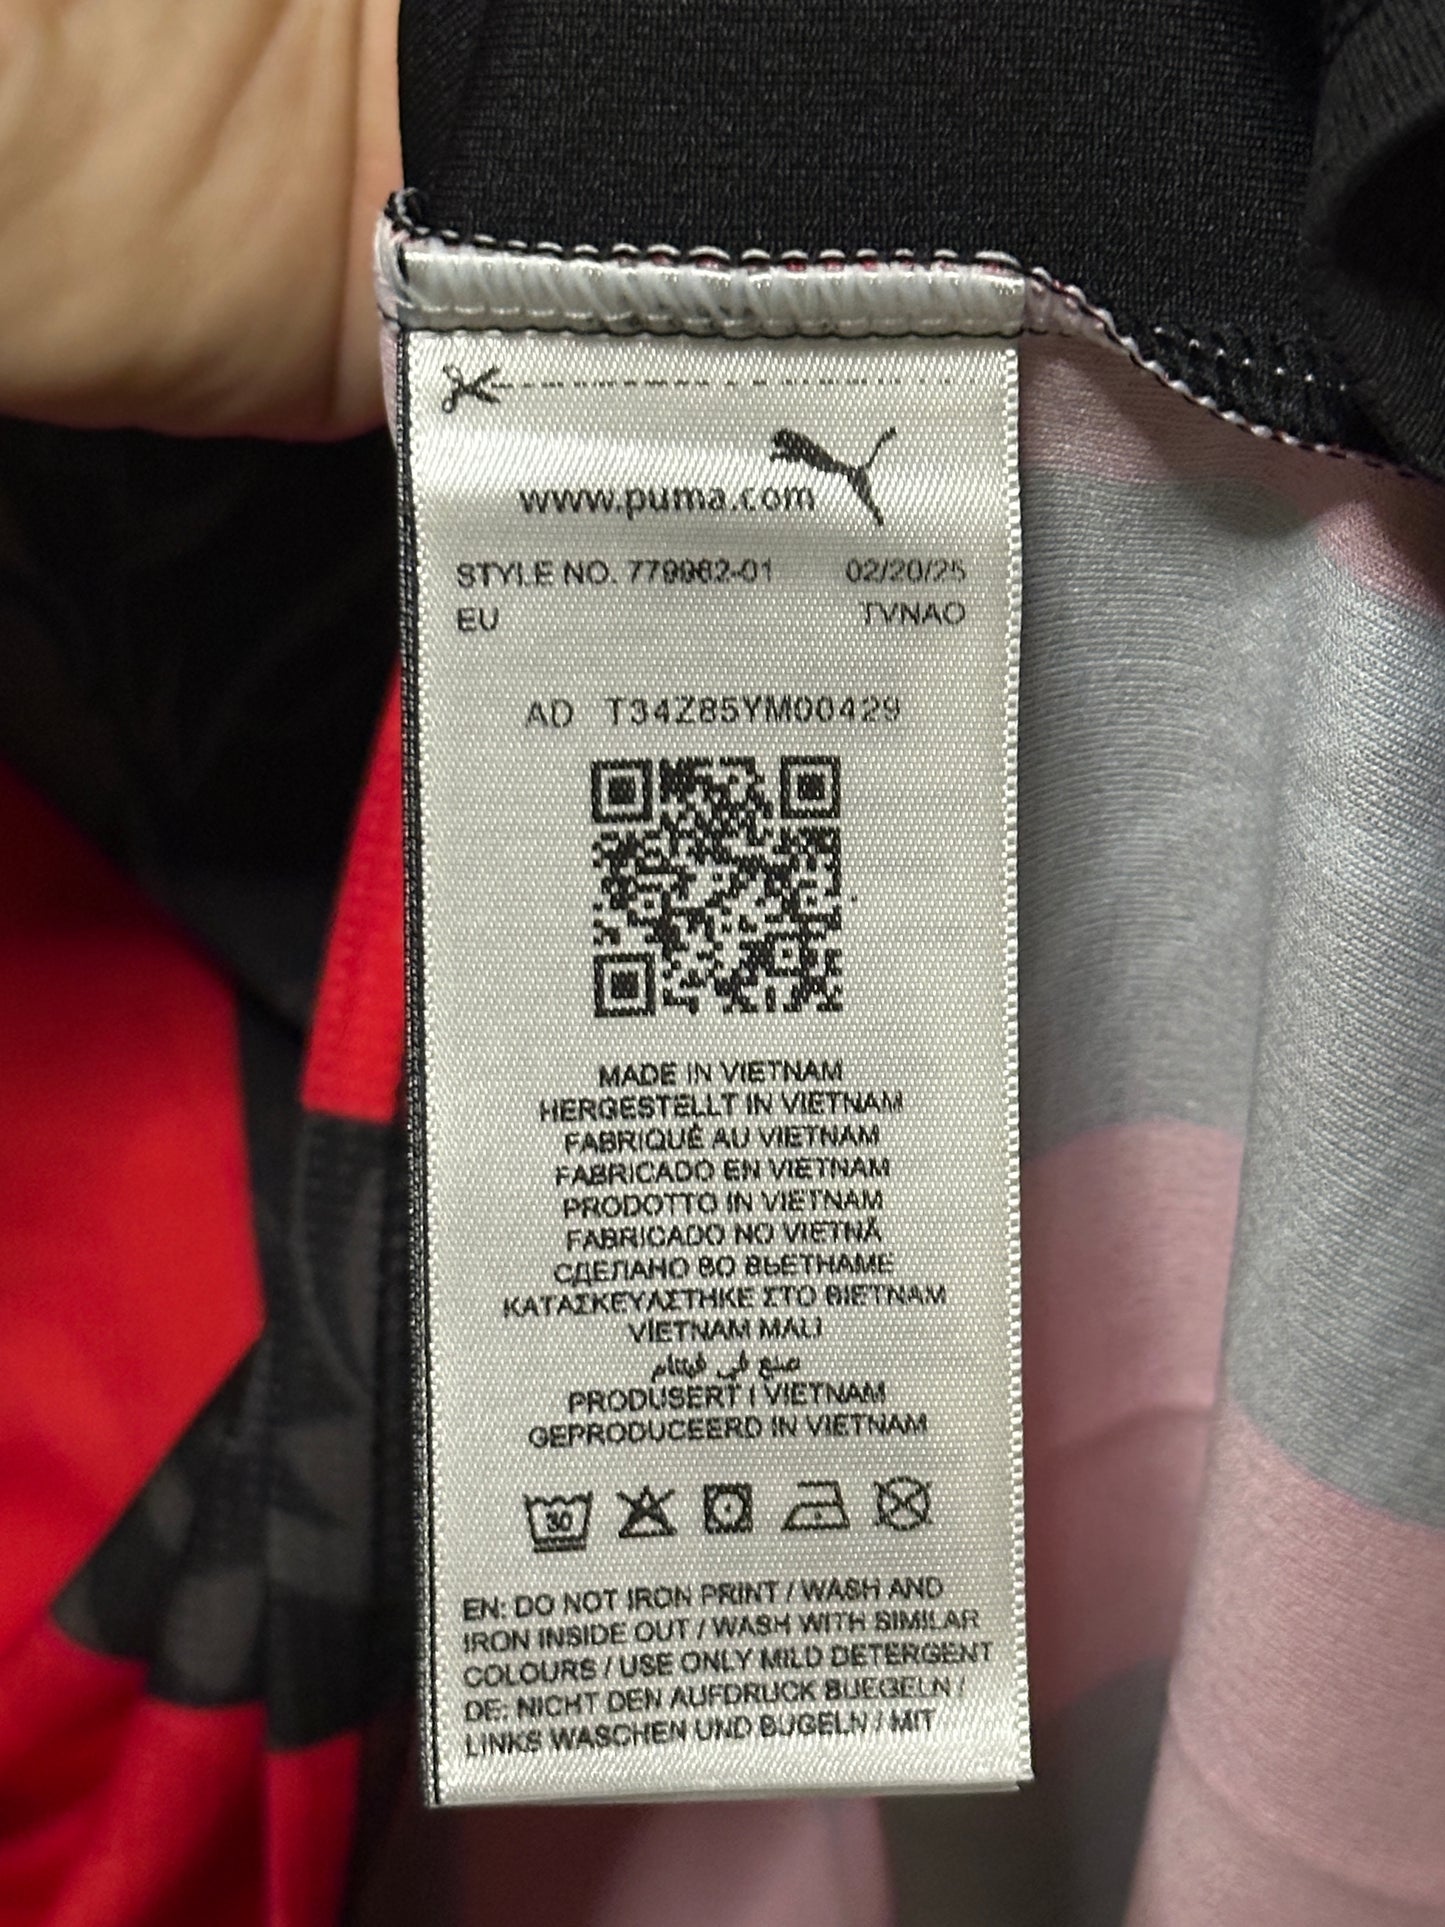 www.puma.com
STYLE NO. 779962-01 02/20/25
EU TVNAO
AD T34Z85YM00429
MADE IN VIETNAM
HERGESTELLT IN VIETNAM
FABRIQUÉ AU VIETNAM
FABRICADO EN VIETNAM
PRODOTTO IN VIETNAM
FABRICADO NO VIETNÃ
СДЕЛАНО ВО ВЬЕТНАМЕ
ΚΑΤΑΣΚΕΥΑΣΤΗΚΕ ΣΤΟ ΒΙΕΤΝΑΜ
VİETNAM MALI
صنع في فيتنام
PRODUSERT I VIETNAM
GEPRODUCEERD IN VIETNAM
30
EN: DO NOT IRON PRINT / WASH AND
IRON INSIDE OUT / WASH WITH SIMILAR
COLOURS / USE ONLY MILD DETERGENT
DE: NICHT DEN AUFDRUCK BUEGELN /
LINKS WASCHEN UND BÜGELN / MIT